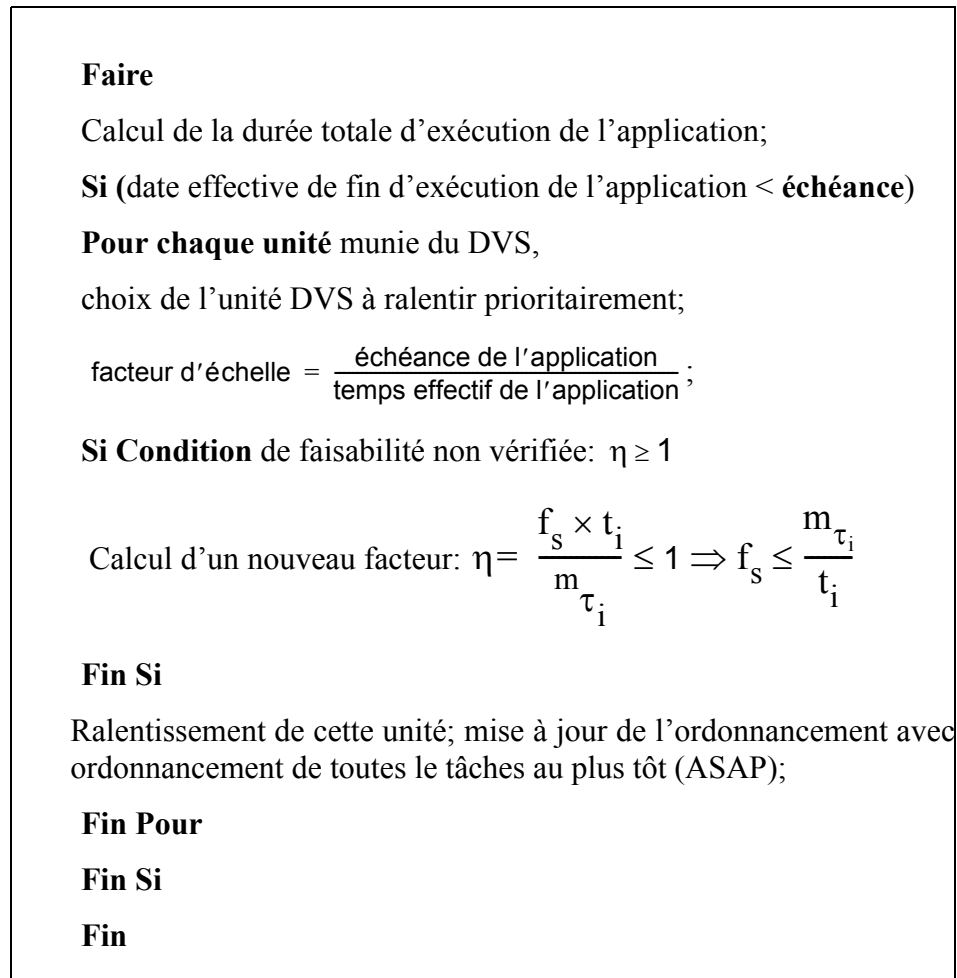 Faire
Calcul de la durée totale d'exécution de l'application;
Si (date effective de fin d'exécution de l'application < échéance)
Pour chaque unité munie du DVS,
choix de l'unité DVS à ralentir prioritairement;
facteur d'échelle = échéance de l'application / temps effectif de l'application ;
Si Condition de faisabilité non vérifiée: η ≥ 1
Calcul d'un nouveau facteur: η = (f_s × t_i) / m_τ_i ≤ 1 ⇒ f_s ≤ m_τ_i / t_i
Fin Si
Ralentissement de cette unité; mise à jour de l'ordonnancement avec
ordonnancement de toutes le tâches au plus tôt (ASAP);
Fin Pour
Fin Si
Fin